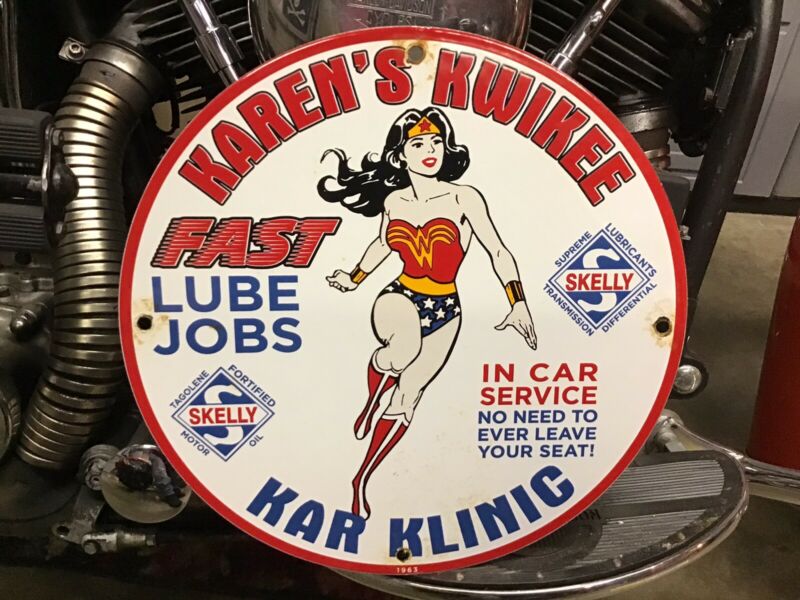 KAREN'S KWIKEE
FAST
LUBE
JOBS
SUPREME LUBRICANTS
SKELLY
TRANSMISSION DIFFERENTIAL
TAGOLENE FORTIFIED
SKELLY
MOTOR OIL
W
IN CAR
SERVICE
NO NEED TO
EVER LEAVE
YOUR SEAT!
KAR KLINIC
1963